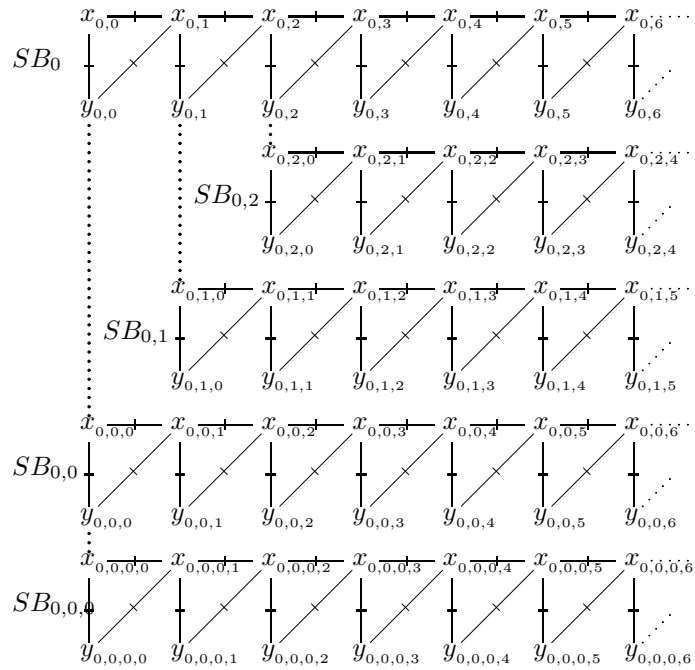 x_{0,0} x_{0,1} x_{0,2} x_{0,3} x_{0,4} x_{0,5} x_{0,6}
SB_0
y_{0,0} y_{0,1} y_{0,2} y_{0,3} y_{0,4} y_{0,5} y_{0,6}
x_{0,2,0} x_{0,2,1} x_{0,2,2} x_{0,2,3} x_{0,2,4}
SB_{0,2}
y_{0,2,0} y_{0,2,1} y_{0,2,2} y_{0,2,3} y_{0,2,4}
x_{0,1,0} x_{0,1,1} x_{0,1,2} x_{0,1,3} x_{0,1,4} x_{0,1,5}
SB_{0,1}
y_{0,1,0} y_{0,1,1} y_{0,1,2} y_{0,1,3} y_{0,1,4} y_{0,1,5}
x_{0,0,0} x_{0,0,1} x_{0,0,2} x_{0,0,3} x_{0,0,4} x_{0,0,5} x_{0,0,6}
SB_{0,0}
y_{0,0,0} y_{0,0,1} y_{0,0,2} y_{0,0,3} y_{0,0,4} y_{0,0,5} y_{0,0,6}
x_{0,0,0,0} x_{0,0,0,1} x_{0,0,0,2} x_{0,0,0,3} x_{0,0,0,4} x_{0,0,0,5} x_{0,0,0,6}
SB_{0,0,0}
y_{0,0,0,0} y_{0,0,0,1} y_{0,0,0,2} y_{0,0,0,3} y_{0,0,0,4} y_{0,0,0,5} y_{0,0,0,6}